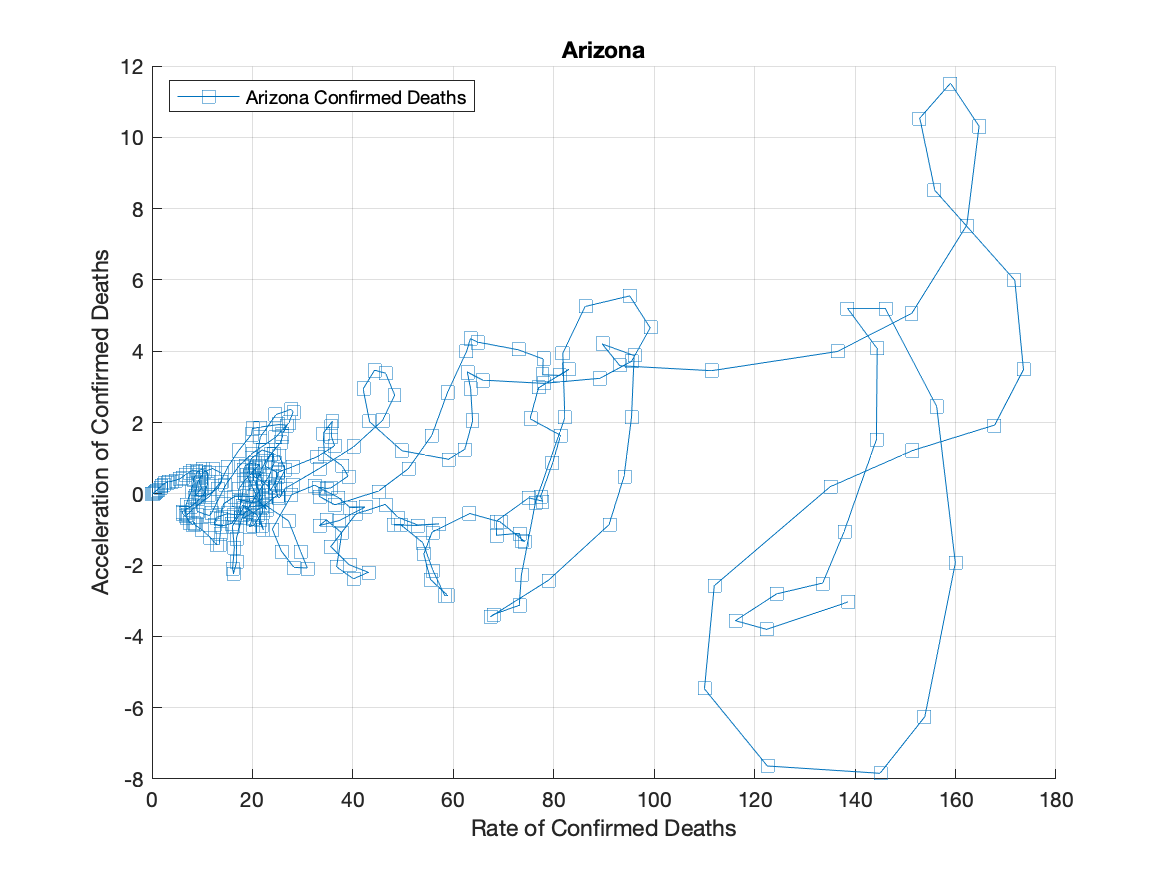 Arizona
12
Arizona Confirmed Deaths
10
8
6
4
2
0
-2
-4
-6
-8
Acceleration of Confirmed Deaths
0 20 40 60 80 100 120 140 160 180
Rate of Confirmed Deaths